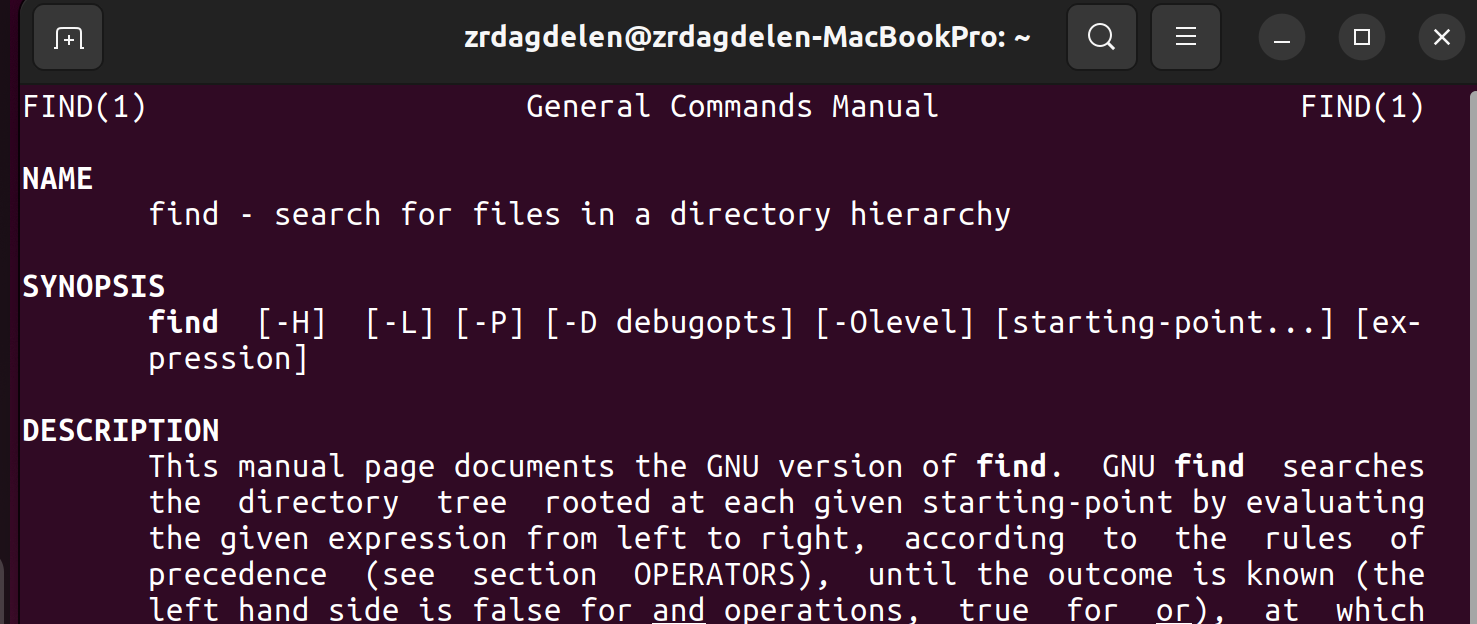 zrdagdelen@zrdagdelen-MacBookPro: ~
FIND(1) General Commands Manual FIND(1)
NAME
find - search for files in a directory hierarchy
SYNOPSIS
find [-H] [-L] [-P] [-D debugopts] [-Olevel] [starting-point...] [ex-
pression]
DESCRIPTION
This manual page documents the GNU version of find. GNU find searches
the directory tree rooted at each given starting-point by evaluating
the given expression from left to right, according to the rules of
precedence (see section OPERATORS), until the outcome is known (the
left hand side is false for and operations, true for or), at which